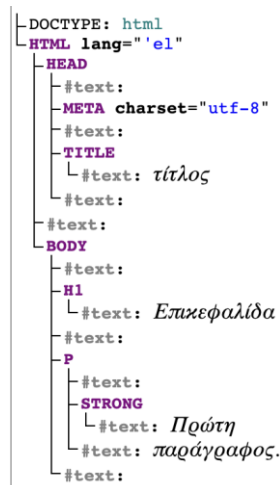 DOCTYPE: html
HTML lang="'el"
HEAD
#text:
META charset="utf-8"
#text:
TITLE
#text: τίτλος
#text:
#text:
BODY
#text:
H1
#text: Επικεφαλίδα
#text:
P
#text:
STRONG
#text: Πρώτη
#text: παράγραφος.
#text: